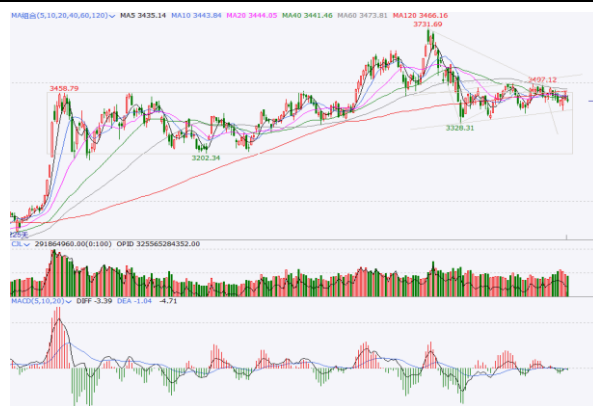 MA组合(5,10,20,40,60,120) MA5 3435.14 MA10 3443.84 MA20 3444.05 MA40 3441.46 MA60 3473.81 MA120 3466.16
3731.69
3458.79
3497.12
3328.31
3202.34
CJL 291864960.00(0:100) OPID 325565284352.00
MACD(5,10,20) DIFF -3.39 DEA -1.04 -4.71